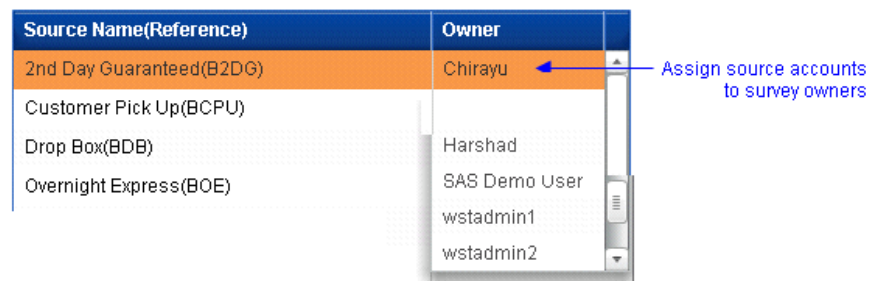 Source Name(Reference) Owner
2nd Day Guaranteed(B2DG) Chirayu Assign source accounts
to survey owners
Customer Pick Up(BCPU)
Drop Box(BDB) Harshad
Overnight Express(BOE) SAS Demo User
wstadmin1
wstadmin2